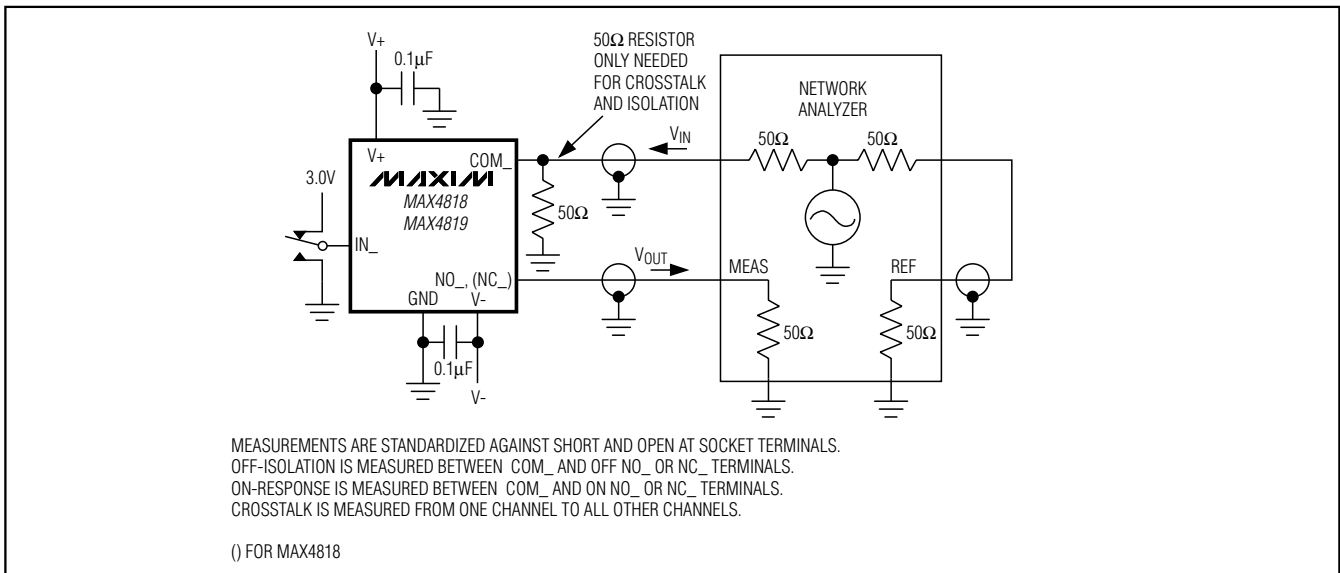 V+
0.1µF
50Ω RESISTOR
ONLY NEEDED
FOR CROSSTALK
AND ISOLATION
NETWORK
ANALYZER
VIN
50Ω
50Ω
V+
COM_
MAXIM
MAX4818
MAX4819
3.0V
50Ω
IN_
VOUT
MEAS
REF
NO_, (NC_)
GND
V-
50Ω
50Ω
0.1µF
V-
MEASUREMENTS ARE STANDARDIZED AGAINST SHORT AND OPEN AT SOCKET TERMINALS.
OFF-ISOLATION IS MEASURED BETWEEN COM_ AND OFF NO_ OR NC_ TERMINALS.
ON-RESPONSE IS MEASURED BETWEEN COM_ AND ON NO_ OR NC_ TERMINALS.
CROSSTALK IS MEASURED FROM ONE CHANNEL TO ALL OTHER CHANNELS.
() FOR MAX4818